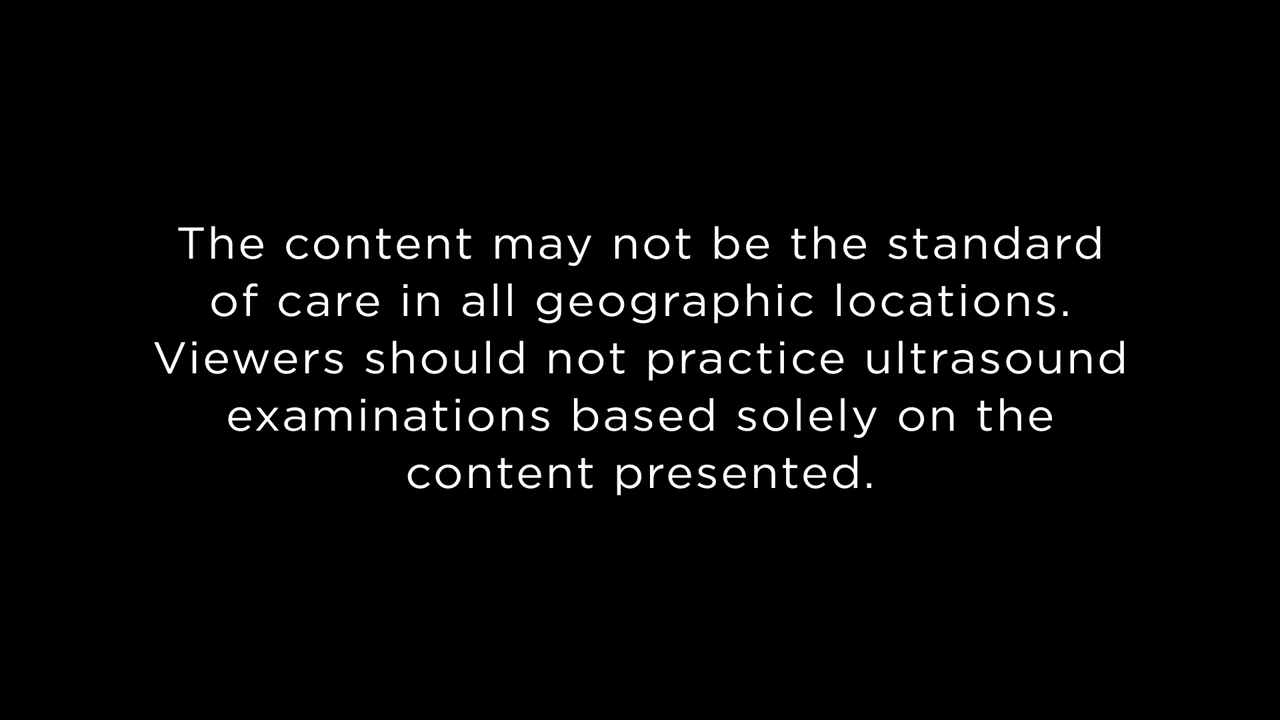 The content may not be the standard
of care in all geographic locations.
Viewers should not practice ultrasound
examinations based solely on the
content presented.